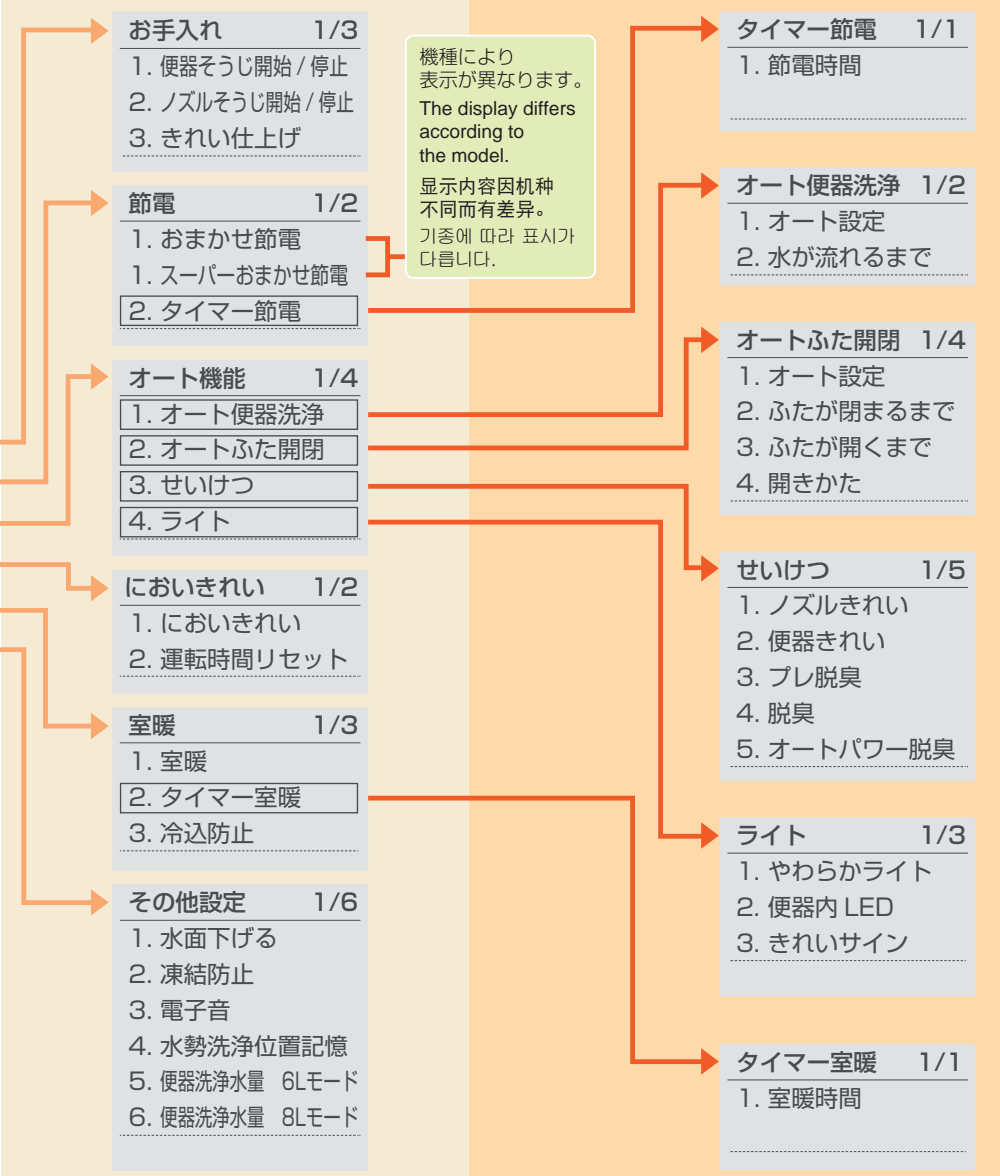 お手入れ 1/3
1. 便器そうじ開始 / 停止
2. ノズルそうじ開始 / 停止
3. きれい仕上げ
機種により
表示が異なります。
The display differs
according to
the model.
显示内容因机种
不同而有差异。
기종에 따라 표시가
다릅니다.
節電 1/2
1. おまかせ節電
1. スーパーおまかせ節電
2. タイマー節電
オート機能 1/4
1. オート便器洗浄
2. オートふた開閉
3. せいけつ
4. ライト
においきれい 1/2
1. においきれい
2. 運転時間リセット
室暖 1/3
1. 室暖
2. タイマー室暖
3. 冷込防止
その他設定 1/6
1. 水面下げる
2. 凍結防止
3. 電子音
4. 水勢洗浄位置記憶
5. 便器洗浄水量 6Lモード
6. 便器洗浄水量 8Lモード
タイマー節電 1/1
1. 節電時間
オート便器洗浄 1/2
1. オート設定
2. 水が流れるまで
オートふた開閉 1/4
1. オート設定
2. ふたが閉まるまで
3. ふたが開くまで
4. 開きかた
せいけつ 1/5
1. ノズルきれい
2. 便器きれい
3. プレ脱臭
4. 脱臭
5. オートパワー脱臭
ライト 1/3
1. やわらかライト
2. 便器内 LED
3. きれいサイン
タイマー室暖 1/1
1. 室暖時間